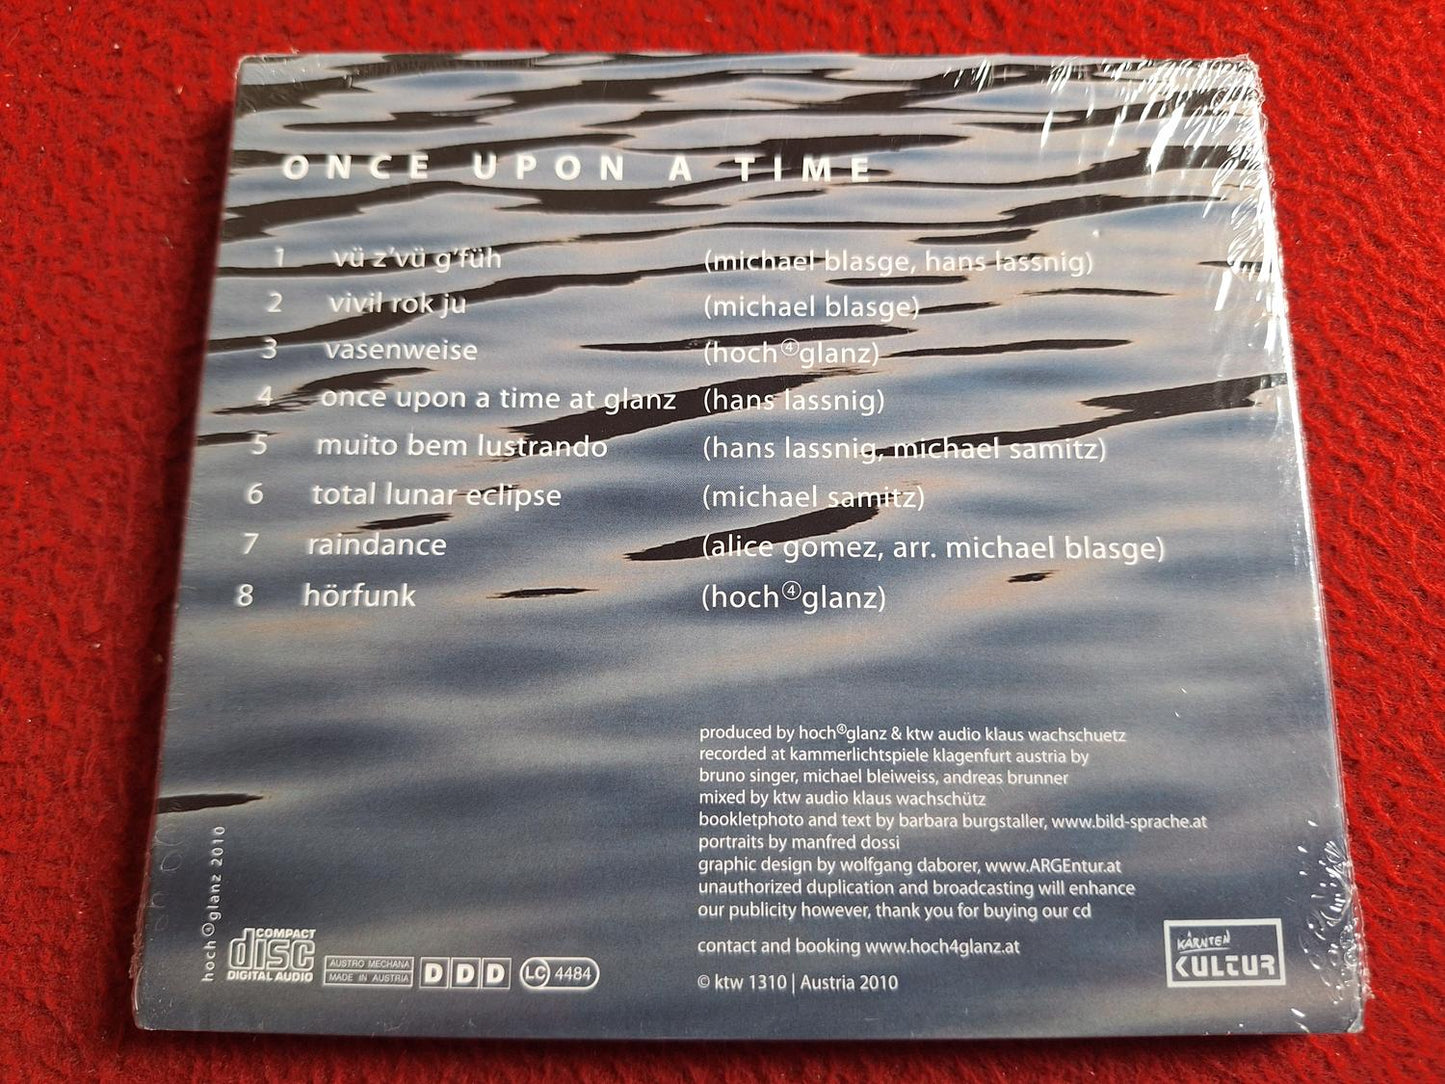 ONCE UPON A TIME
1 vü z'vü g'füh (michael blasge, hans lassnig)
2 vivil rok ju (michael blasge)
3 vasenweise (hoch④glanz)
4 once upon a time at glanz (hans lassnig)
5 muito bem lustrando (hans lassnig, michael samitz)
6 total lunar eclipse (michael samitz)
7 raindance (alice gomez, arr. michael blasge)
8 hörfunk (hoch④glanz)
produced by hoch④glanz & ktw audio klaus wachschuetz
recorded at kammerlichtspiele klagenfurt austria by
bruno singer, michael bleiweiss, andreas brunner
mixed by ktw audio klaus wachschütz
bookletphoto and text by barbara burgstaller, www.bild-sprache.at
portraits by manfred dossi
graphic design by wolfgang daborer, www.ARGEntur.at
unauthorized duplication and broadcasting will enhance
our publicity however, thank you for buying our cd
contact and booking www.hoch4glanz.at
© ktw 1310 | Austria 2010
hoch④glanz 2010
COMPACT
disc
DIGITAL AUDIO
AUSTRO MECHANA
MADE IN AUSTRIA
DDD
LC 4484
KÄRNTEN
KULTUR